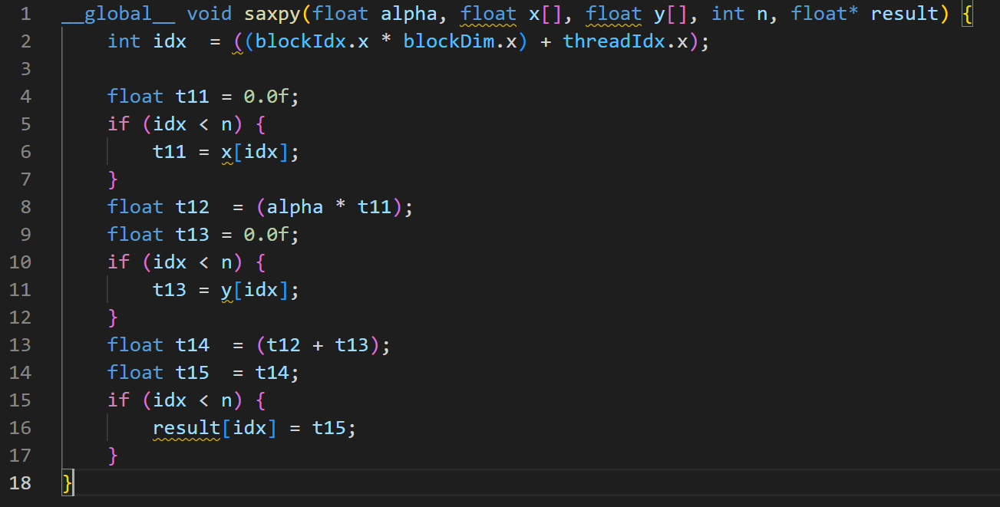 1 __global__ void saxpy(float alpha, float x[], float y[], int n, float* result) {
2     int idx  = ((blockIdx.x * blockDim.x) + threadIdx.x);
3
4     float t11 = 0.0f;
5     if (idx < n) {
6         t11 = x[idx];
7     }
8     float t12  = (alpha * t11);
9     float t13 = 0.0f;
10     if (idx < n) {
11         t13 = y[idx];
12     }
13     float t14  = (t12 + t13);
14     float t15  = t14;
15     if (idx < n) {
16         result[idx] = t15;
17     }
18 }